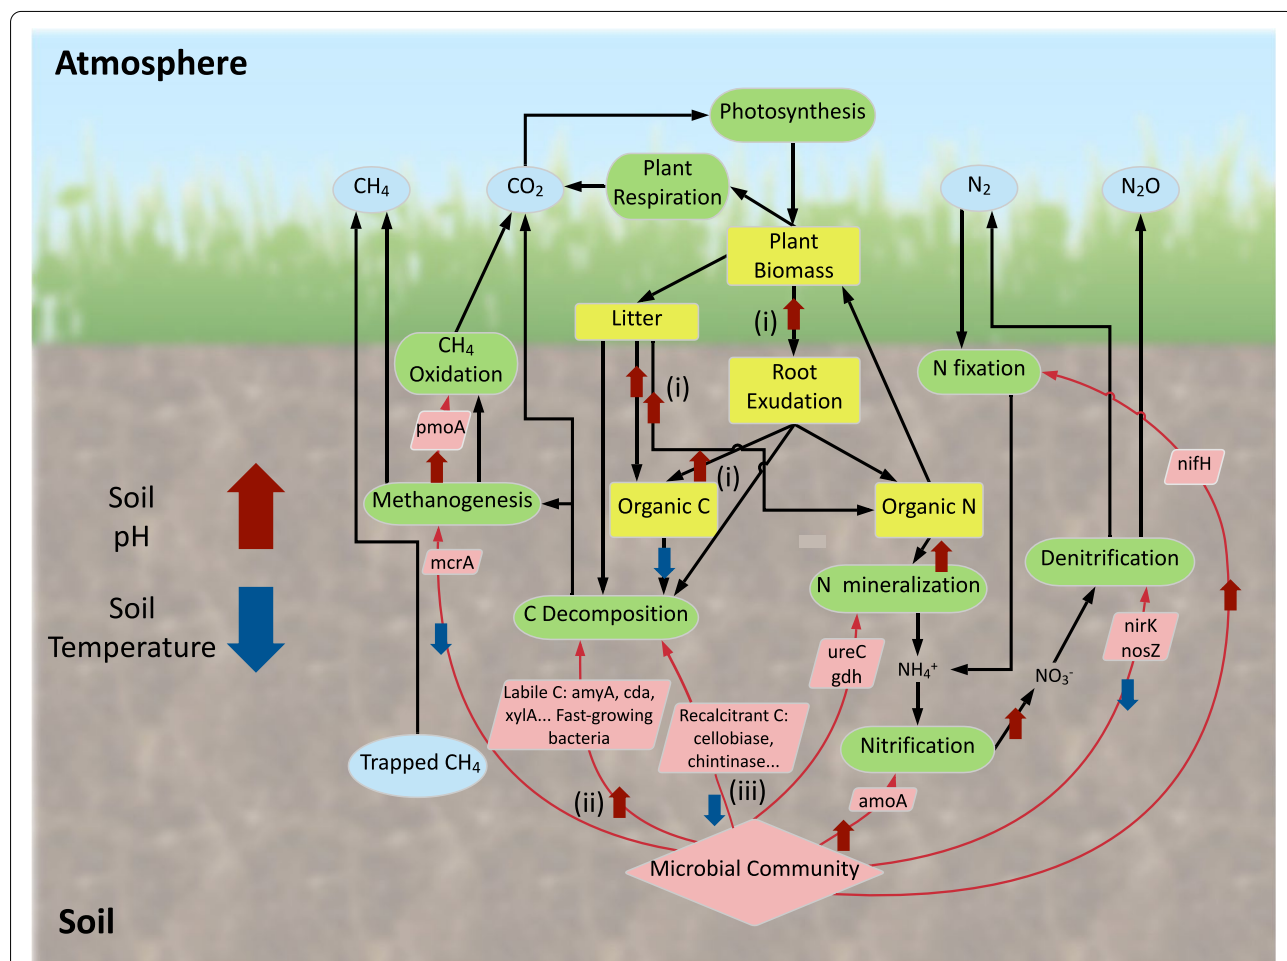 Atmosphere
Photosynthesis
Plant
Respiration
CH₄
CO₂
N₂
N₂O
Plant
Biomass
Litter
(i)
CH₄
Oxidation
N fixation
Root
Exudation
(i)
pmoA
nifH
(i)
Soil
pH
Methanogenesis
Organic C
Organic N
mcrA
Denitrification
N mineralization
Soil
Temperature
C Decomposition
nirK
nosZ
ureC
gdh
NH₄⁺
NO₃⁻
Labile C: amyA, cda,
xylA... Fast-growing
bacteria
Recalcitrant C:
cellobiase,
chintinase...
Nitrification
Trapped CH₄
(ii)
(iii)
amoA
Microbial Community
Soil